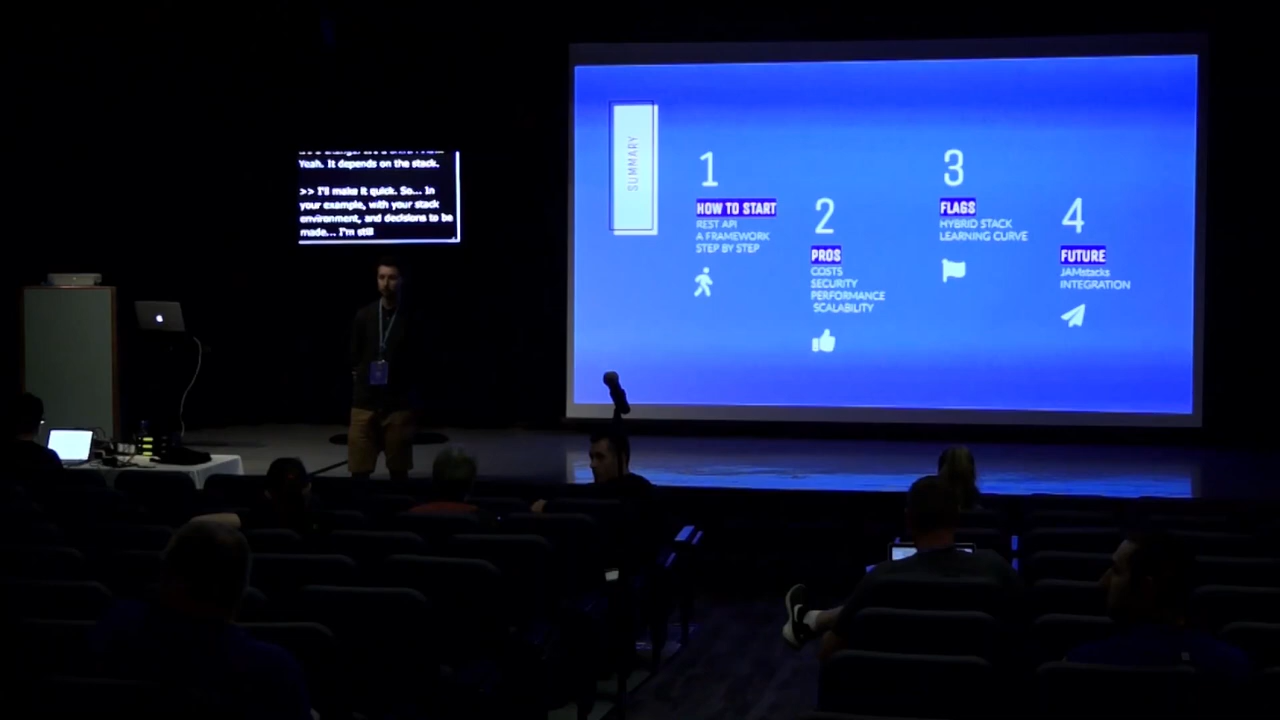 Yeah. It depends on the stack.
>> I'll make it quick. So... In
your example, with your stack
environment, and decisions to be
made... I'm still
SUMMARY
1
HOW TO START
REST API
A FRAMEWORK
STEP BY STEP
2
PROS
COSTS
SECURITY
PERFORMANCE
SCALABILITY
3
FLAGS
HYBRID STACK
LEARNING CURVE
4
FUTURE
JAMstacks
INTEGRATION